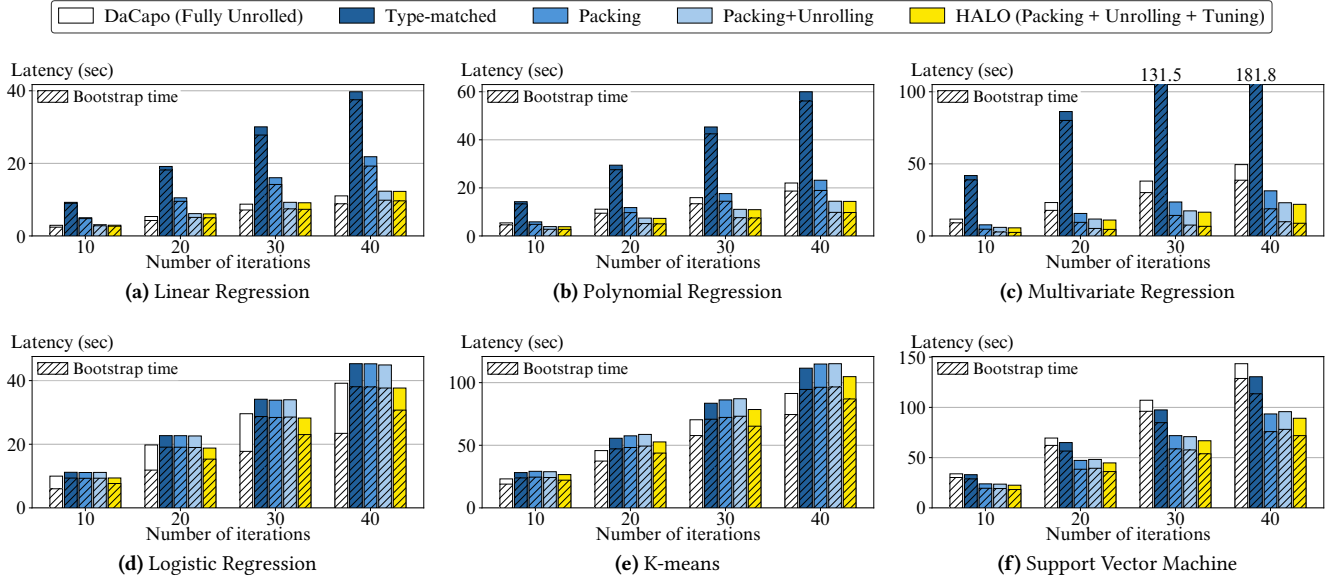 DaCapo (Fully Unrolled) Type-matched Packing Packing+Unrolling HALO (Packing + Unrolling + Tuning)
Latency (sec)
Bootstrap time
40
20
0
10 20 30 40
Number of iterations
(a) Linear Regression
Latency (sec)
Bootstrap time
60
40
20
0
10 20 30 40
Number of iterations
(b) Polynomial Regression
Latency (sec)
131.5 181.8
Bootstrap time
100
50
0
10 20 30 40
Number of iterations
(c) Multivariate Regression
Latency (sec)
Bootstrap time
40
20
0
10 20 30 40
Number of iterations
(d) Logistic Regression
Latency (sec)
Bootstrap time
100
50
0
10 20 30 40
Number of iterations
(e) K-means
Latency (sec)
150
Bootstrap time
100
50
0
10 20 30 40
Number of iterations
(f) Support Vector Machine